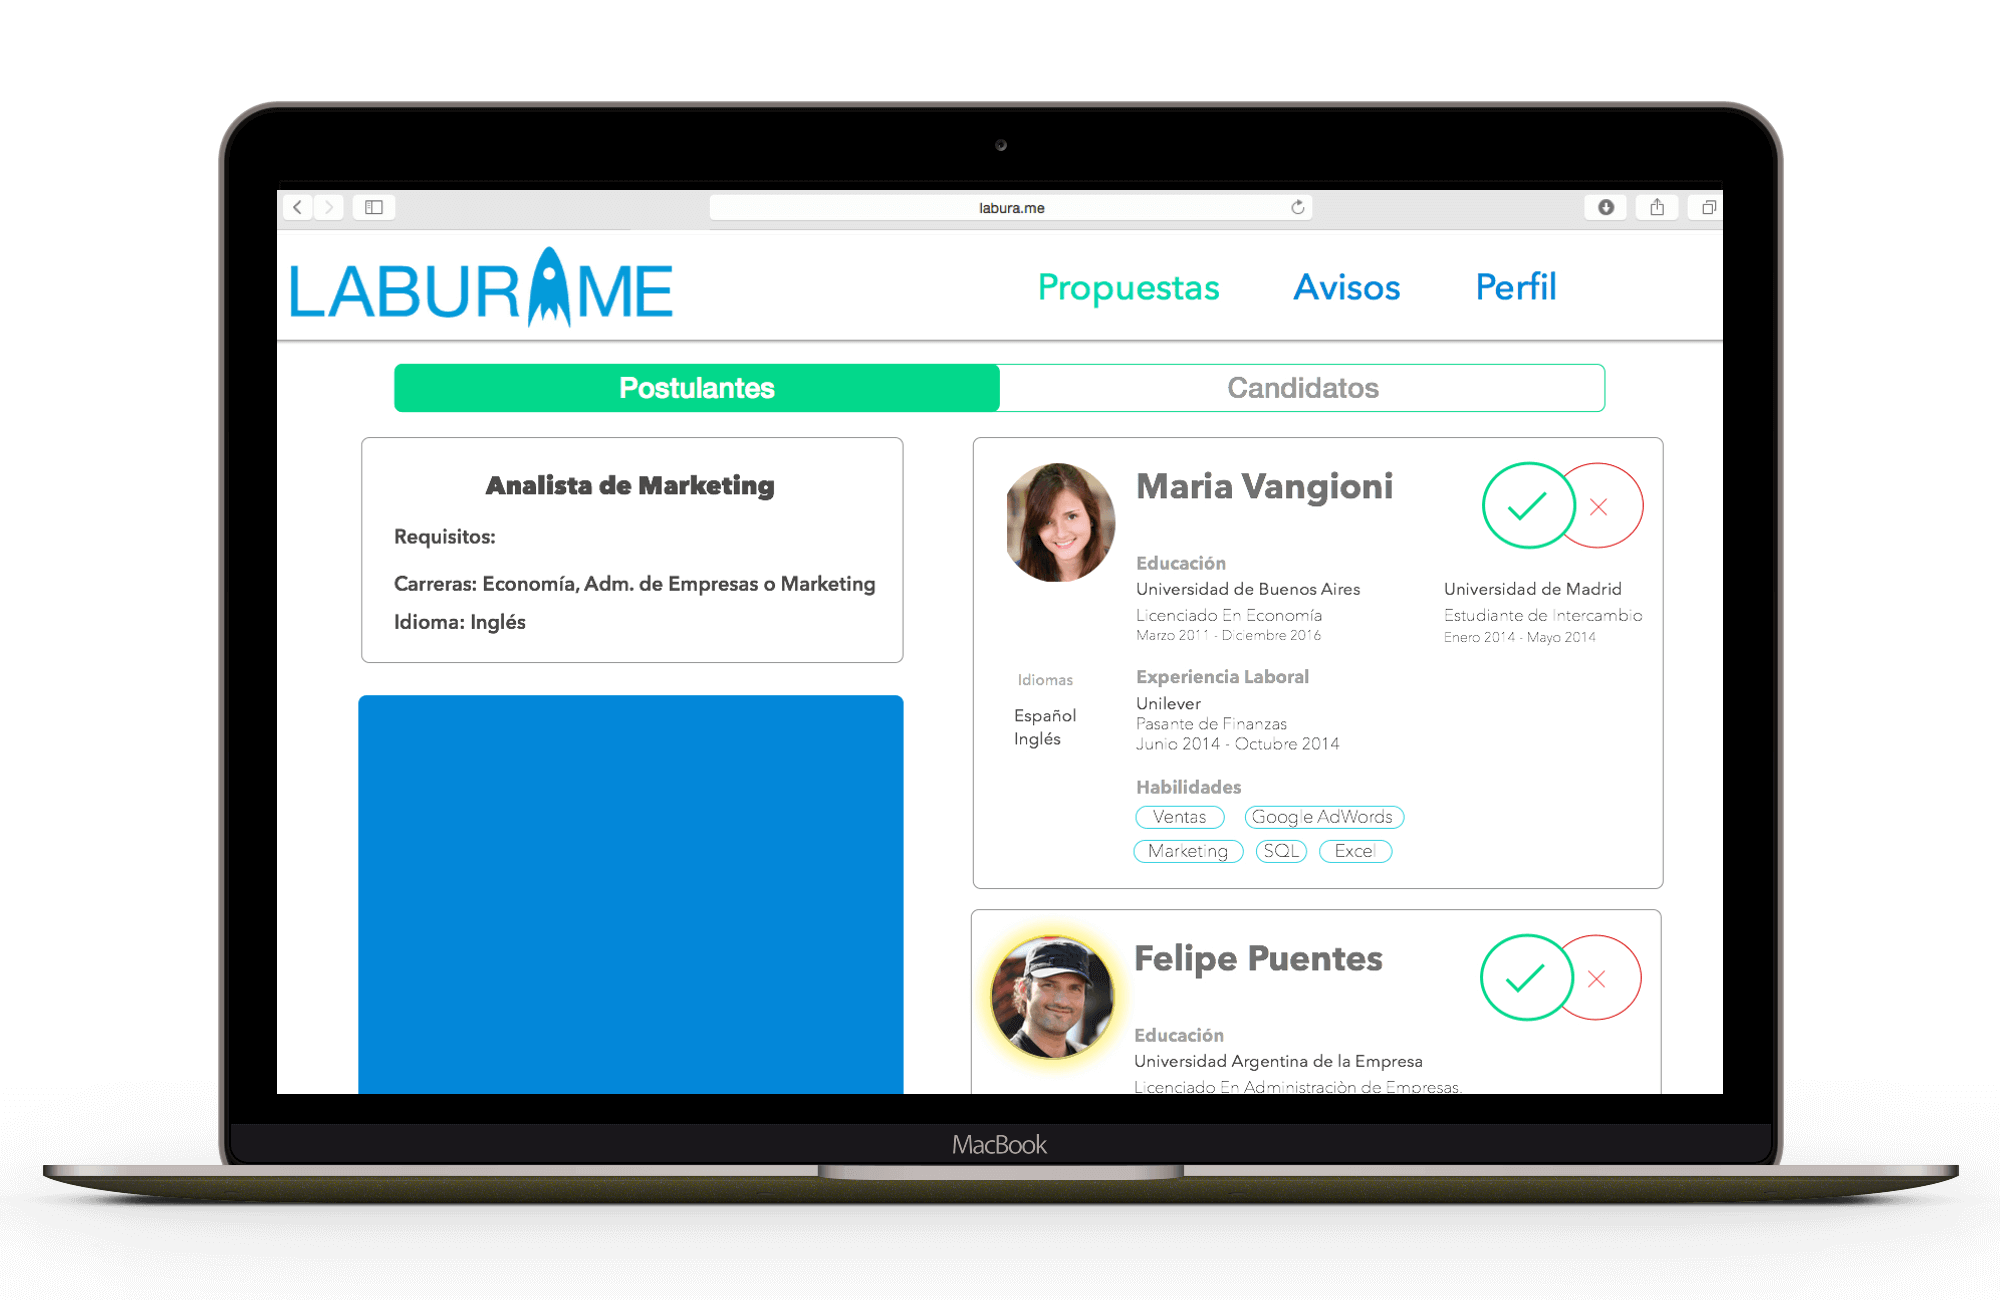 labura.me
LABURAME
Propuestas Avisos Perfil
Postulantes Candidatos
Analista de Marketing
Requisitos:
Carreras: Economía, Adm. de Empresas o Marketing
Idioma: Inglés
Maria Vangioni
Educación
Universidad de Buenos Aires
Licenciado En Economía
Marzo 2011 - Diciembre 2016
Universidad de Madrid
Estudiante de Intercambio
Enero 2014 - Mayo 2014
Idiomas
Español
Inglés
Experiencia Laboral
Unilever
Pasante de Finanzas
Junio 2014 - Octubre 2014
Habilidades
Ventas Google AdWords
Marketing SQL Excel
Felipe Puentes
Educación
Universidad Argentina de la Empresa
Licenciado En Administraciòn de Empresas.
MacBook